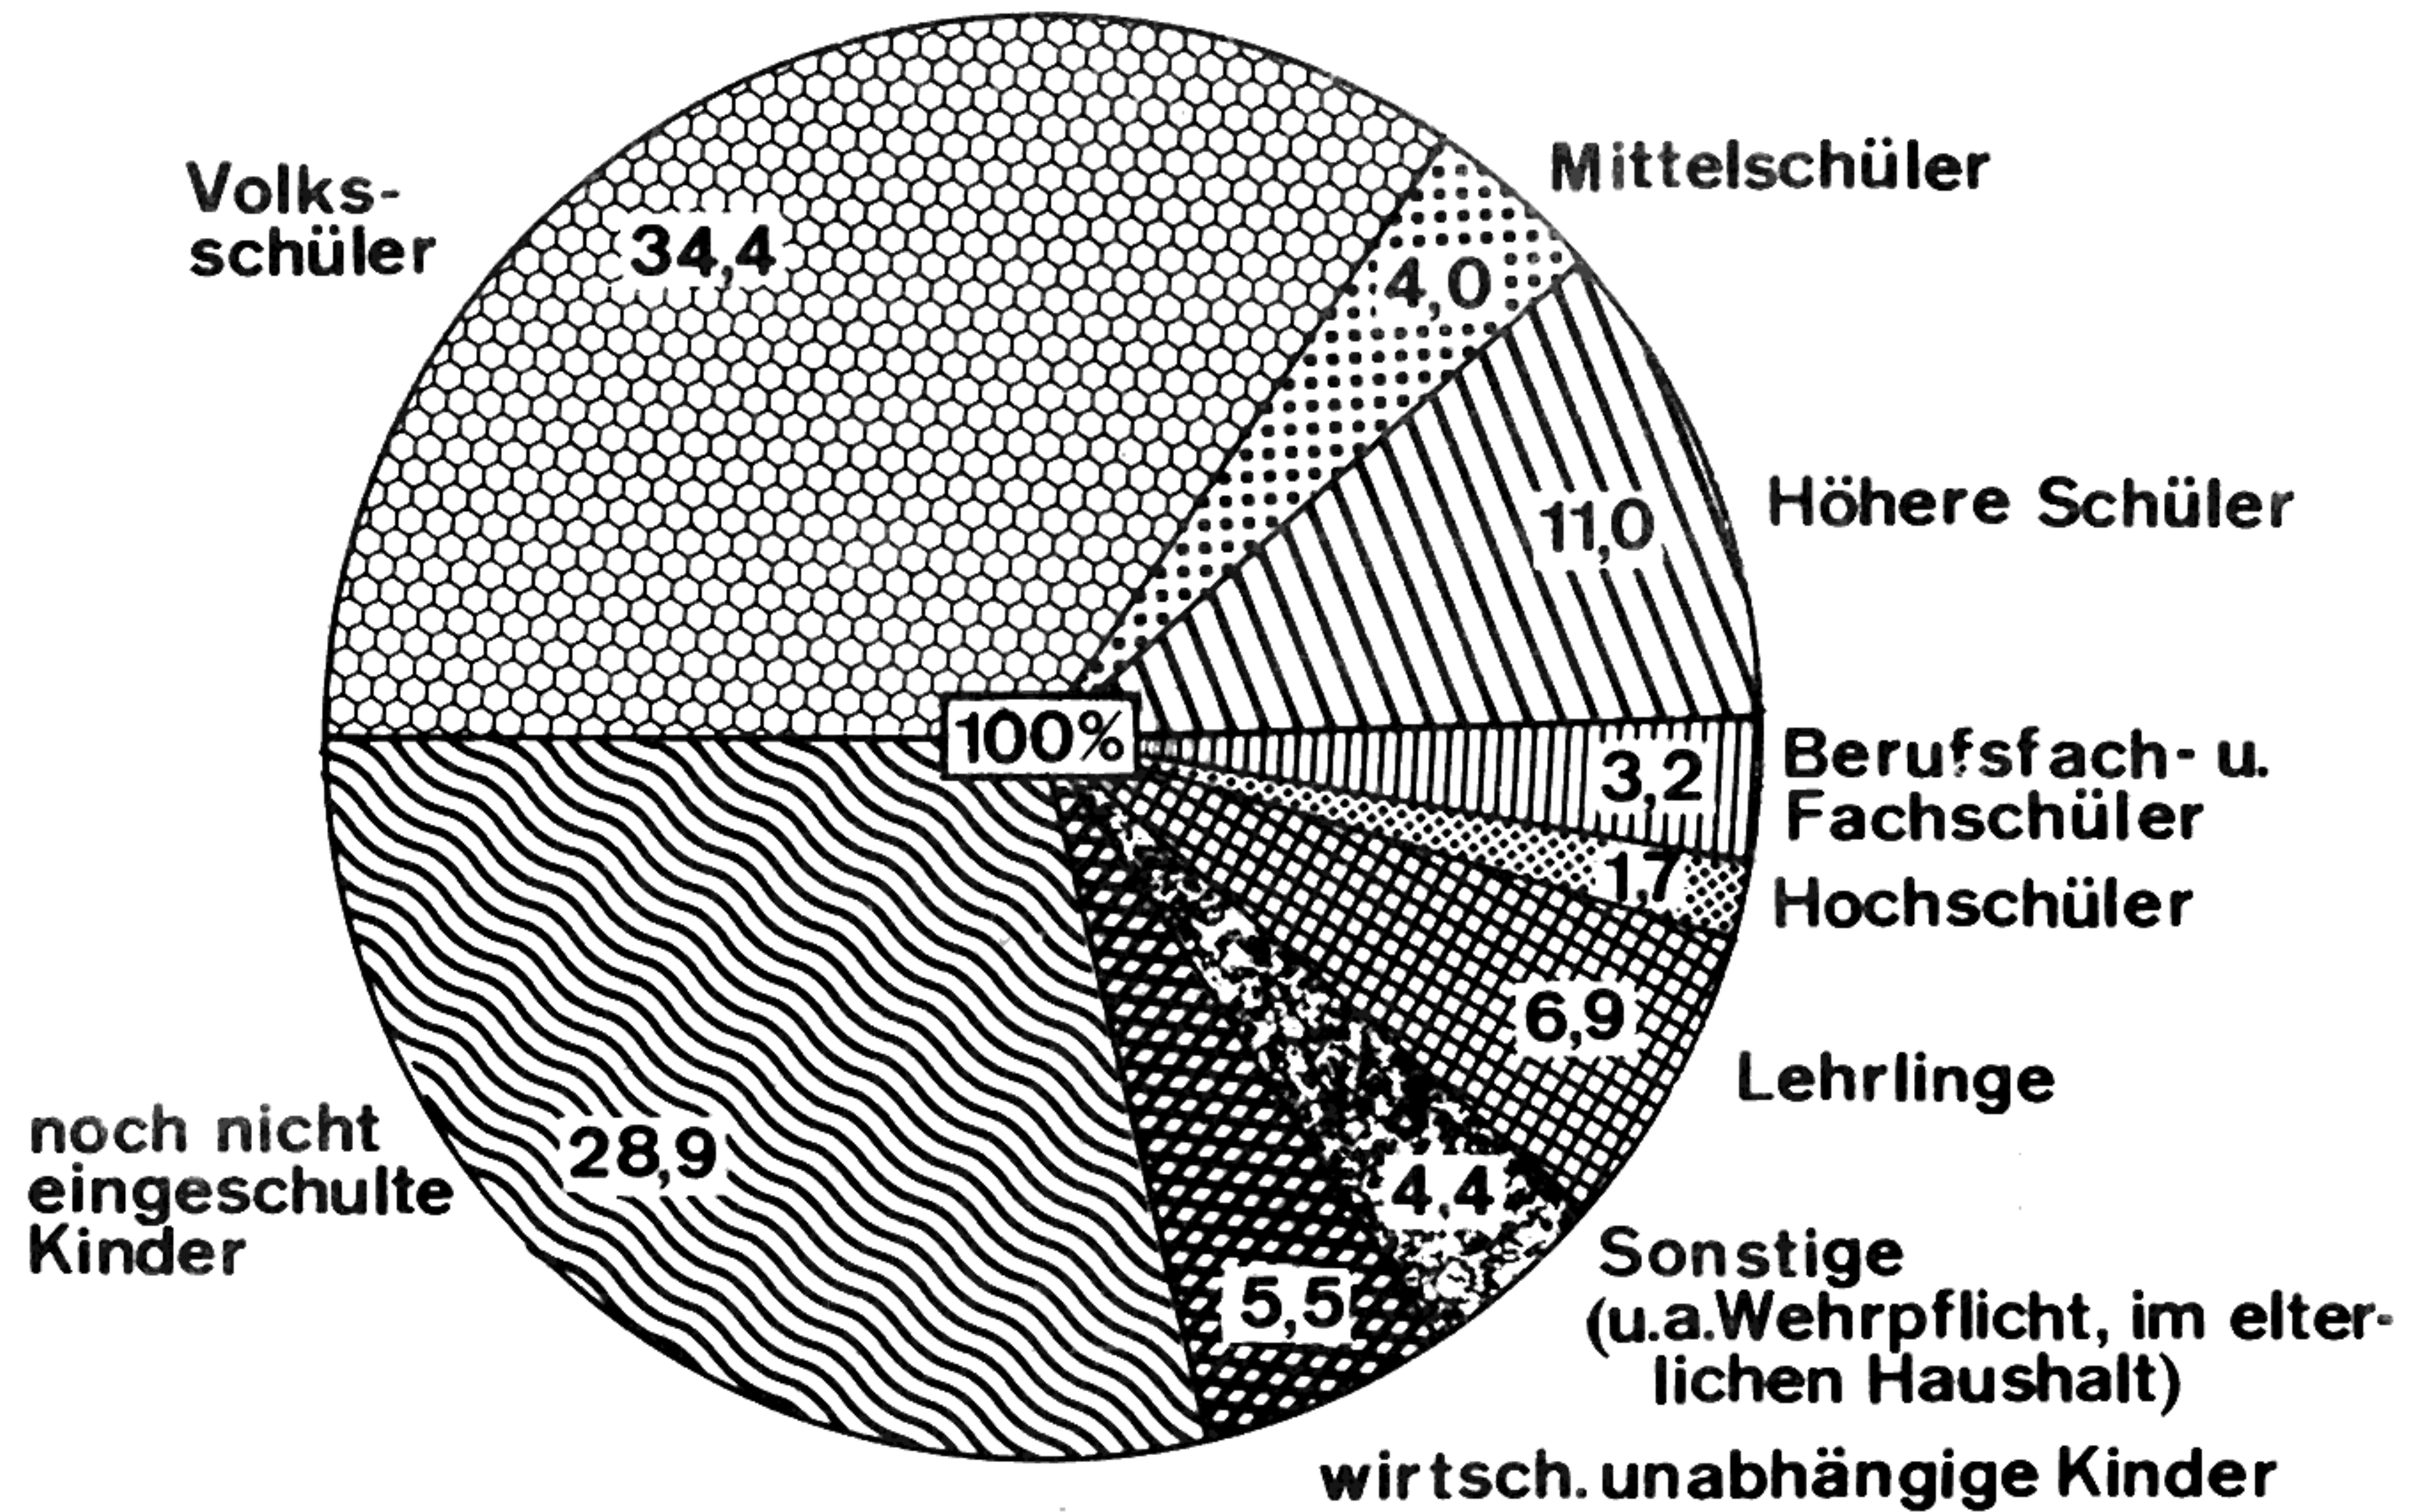 Volks-
schüler
34,4
Mittelschüler
4,0
Höhere Schüler
11,0
100%
Berufsfach- u.
Fachschüler
3,2
Hochschüler
1,7
Lehrlinge
6,9
Sonstige
(u.a.Wehrpflicht, im elter-
lichen Haushalt)
4,4
wirtsch. unabhängige Kinder
5,5
noch nicht
eingeschulte
Kinder
28,9